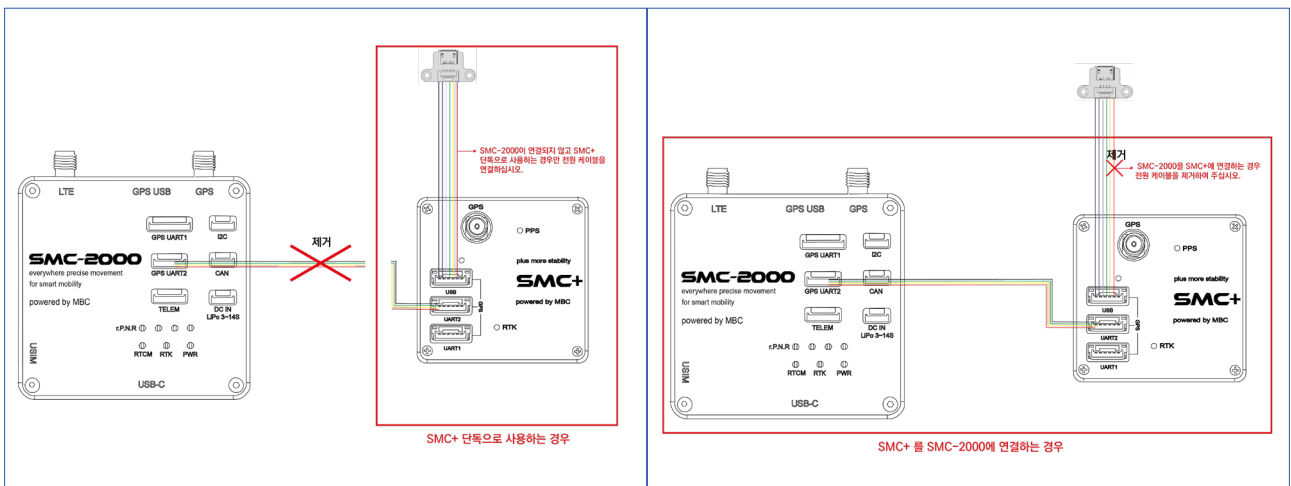 SMC-2000이 연결되지 않고 SMC+
단독으로 사용하는 경우만 전원 케이블을
연결하십시오.
LTE
GPS USB
GPS
GPS UART1
I2C
SMC-2000
everywhere precise movement
for smart mobility
powered by MBC
GPS UART2
CAN
TELEM
DC IN
LiPo 3-14S
r.P.N.R
RTCM
RTK
PWR
USIM
USB-C
제거
GPS
PPS
plus more stability
SMC+
powered by MBC
USB
UART2
UART1
GPS
RTK
SMC+ 단독으로 사용하는 경우
제거
SMC-2000을 SMC+에 연결하는 경우
전원 케이블을 제거하여 주십시오.
LTE
GPS USB
GPS
GPS UART1
I2C
SMC-2000
everywhere precise movement
for smart mobility
powered by MBC
GPS UART2
CAN
TELEM
DC IN
LiPo 3-14S
r.P.N.R
RTCM
RTK
PWR
USIM
USB-C
GPS
PPS
plus more stability
SMC+
powered by MBC
USB
UART2
UART1
GPS
RTK
SMC+ 를 SMC-2000에 연결하는 경우